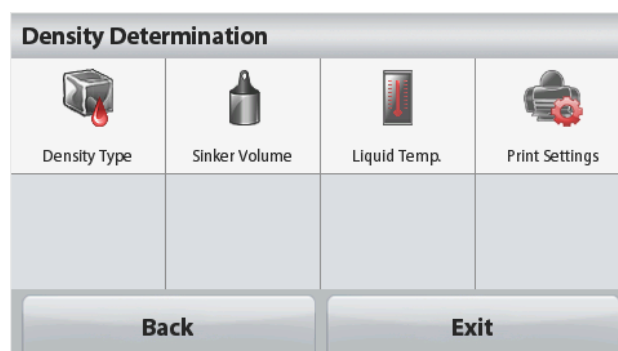 Density Determination
Density Type
Sinker Volume
Liquid Temp.
Print Settings
Back
Exit